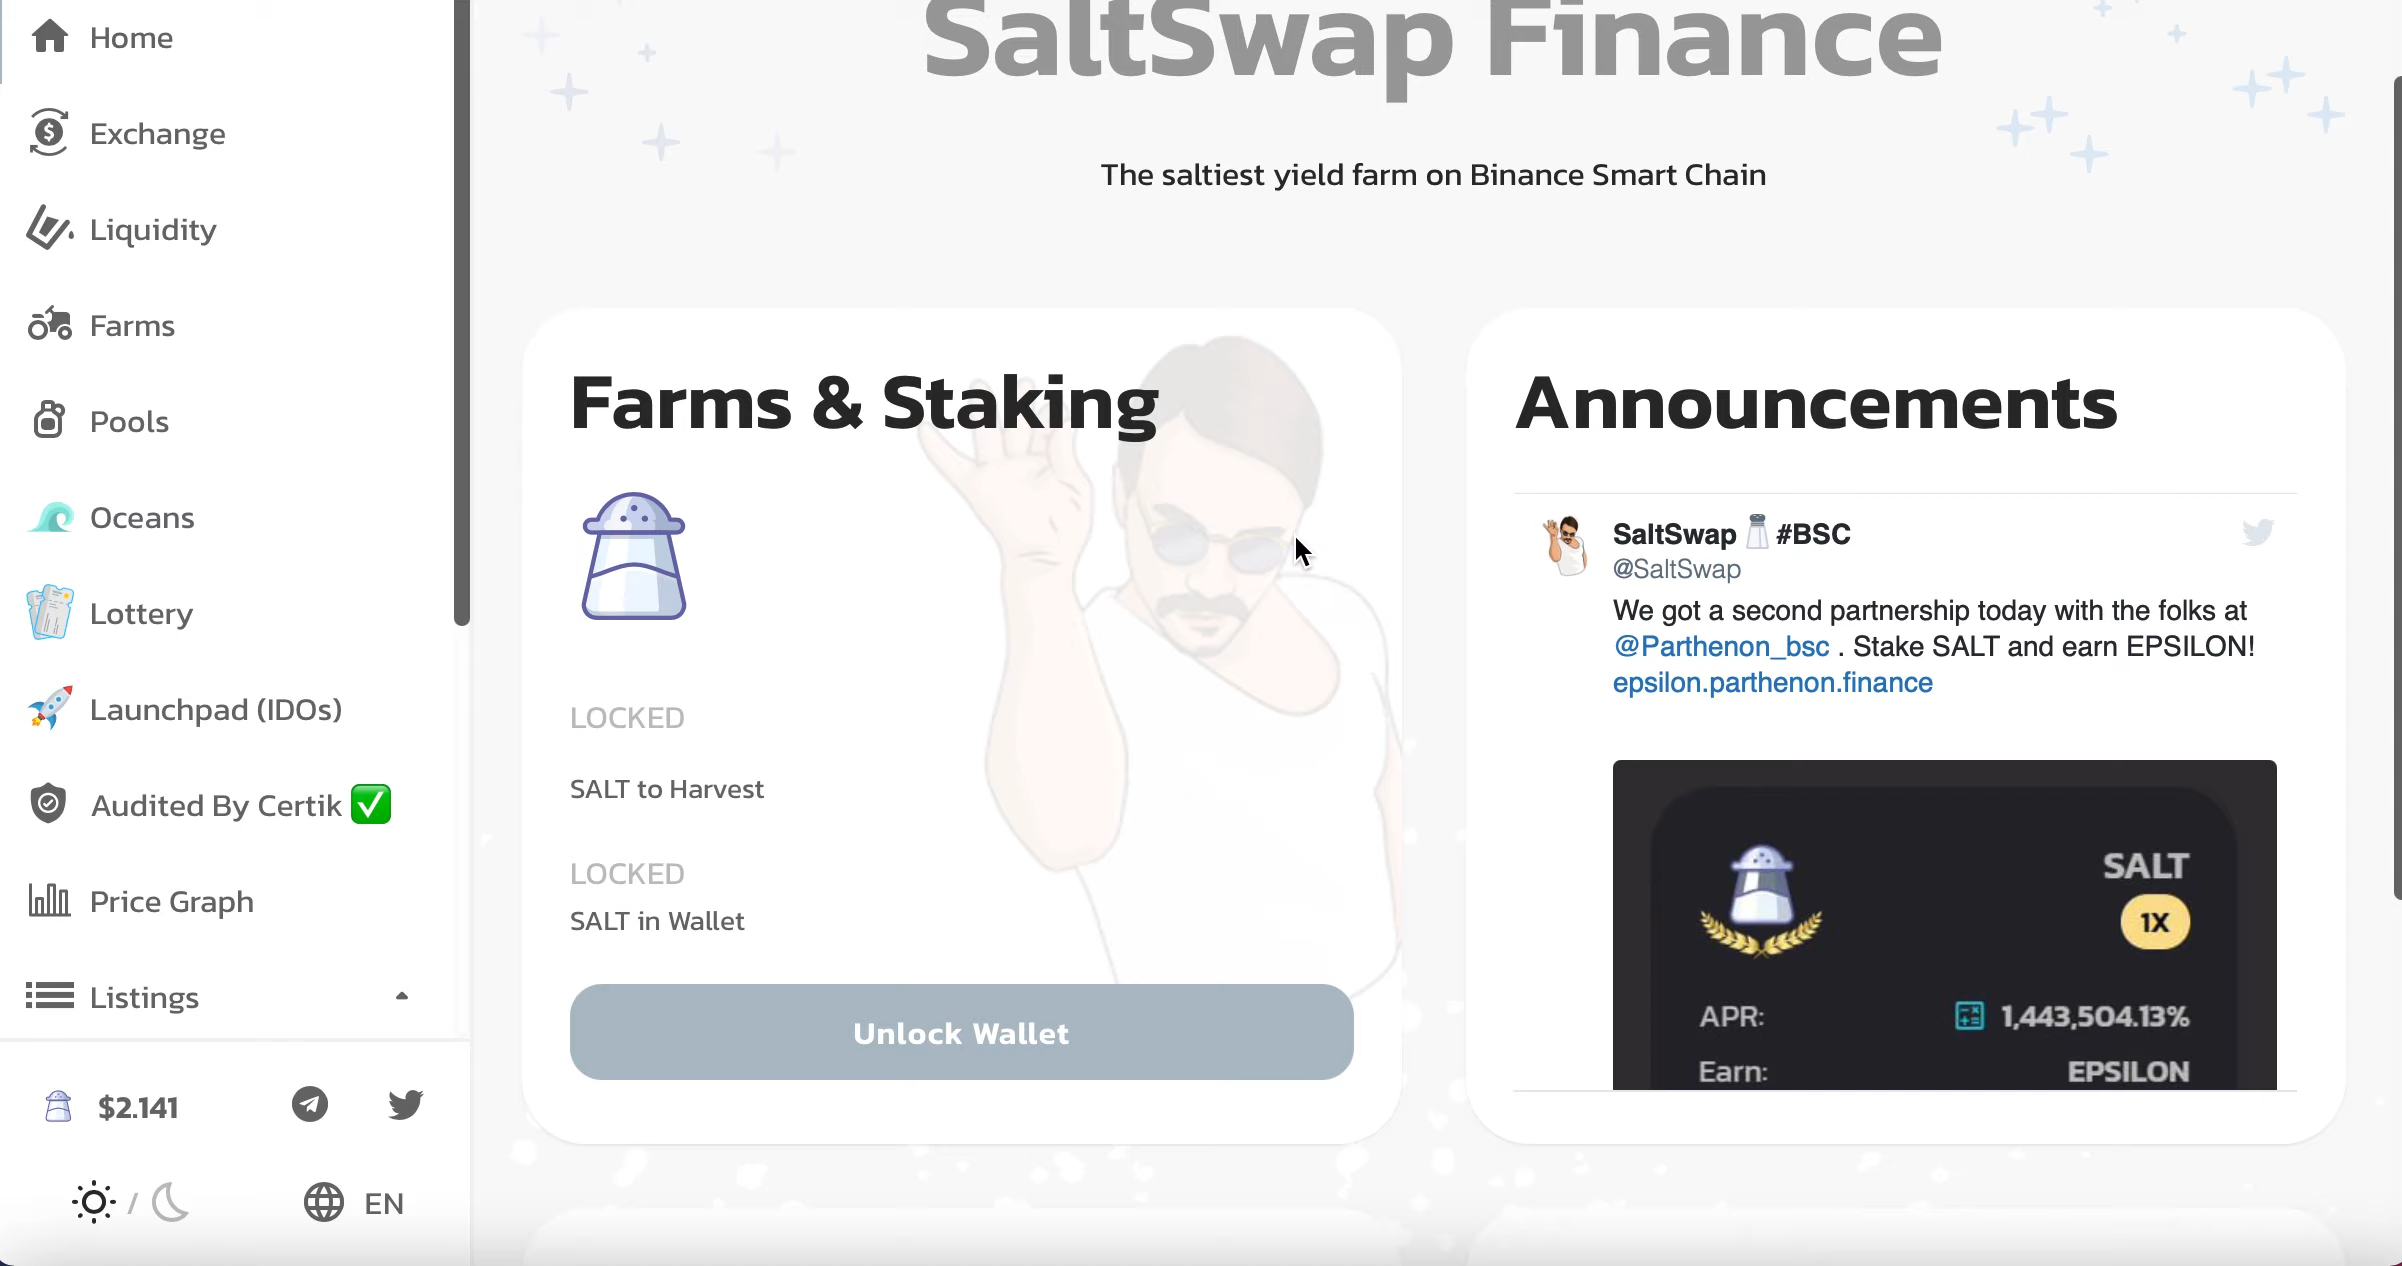 Home
Exchange
Liquidity
Farms
Pools
Oceans
Lottery
Launchpad (IDOs)
Audited By Certik ✅
Price Graph
Listings
$2.141
/
EN
SaltSwap Finance
The saltiest yield farm on Binance Smart Chain
Farms & Staking
LOCKED
SALT to Harvest
LOCKED
SALT in Wallet
Unlock Wallet
Announcements
SaltSwap #BSC
@SaltSwap
We got a second partnership today with the folks at
@Parthenon_bsc . Stake SALT and earn EPSILON!
epsilon.parthenon.finance
SALT
1X
APR: 1,443,504.13%
Earn: EPSILON